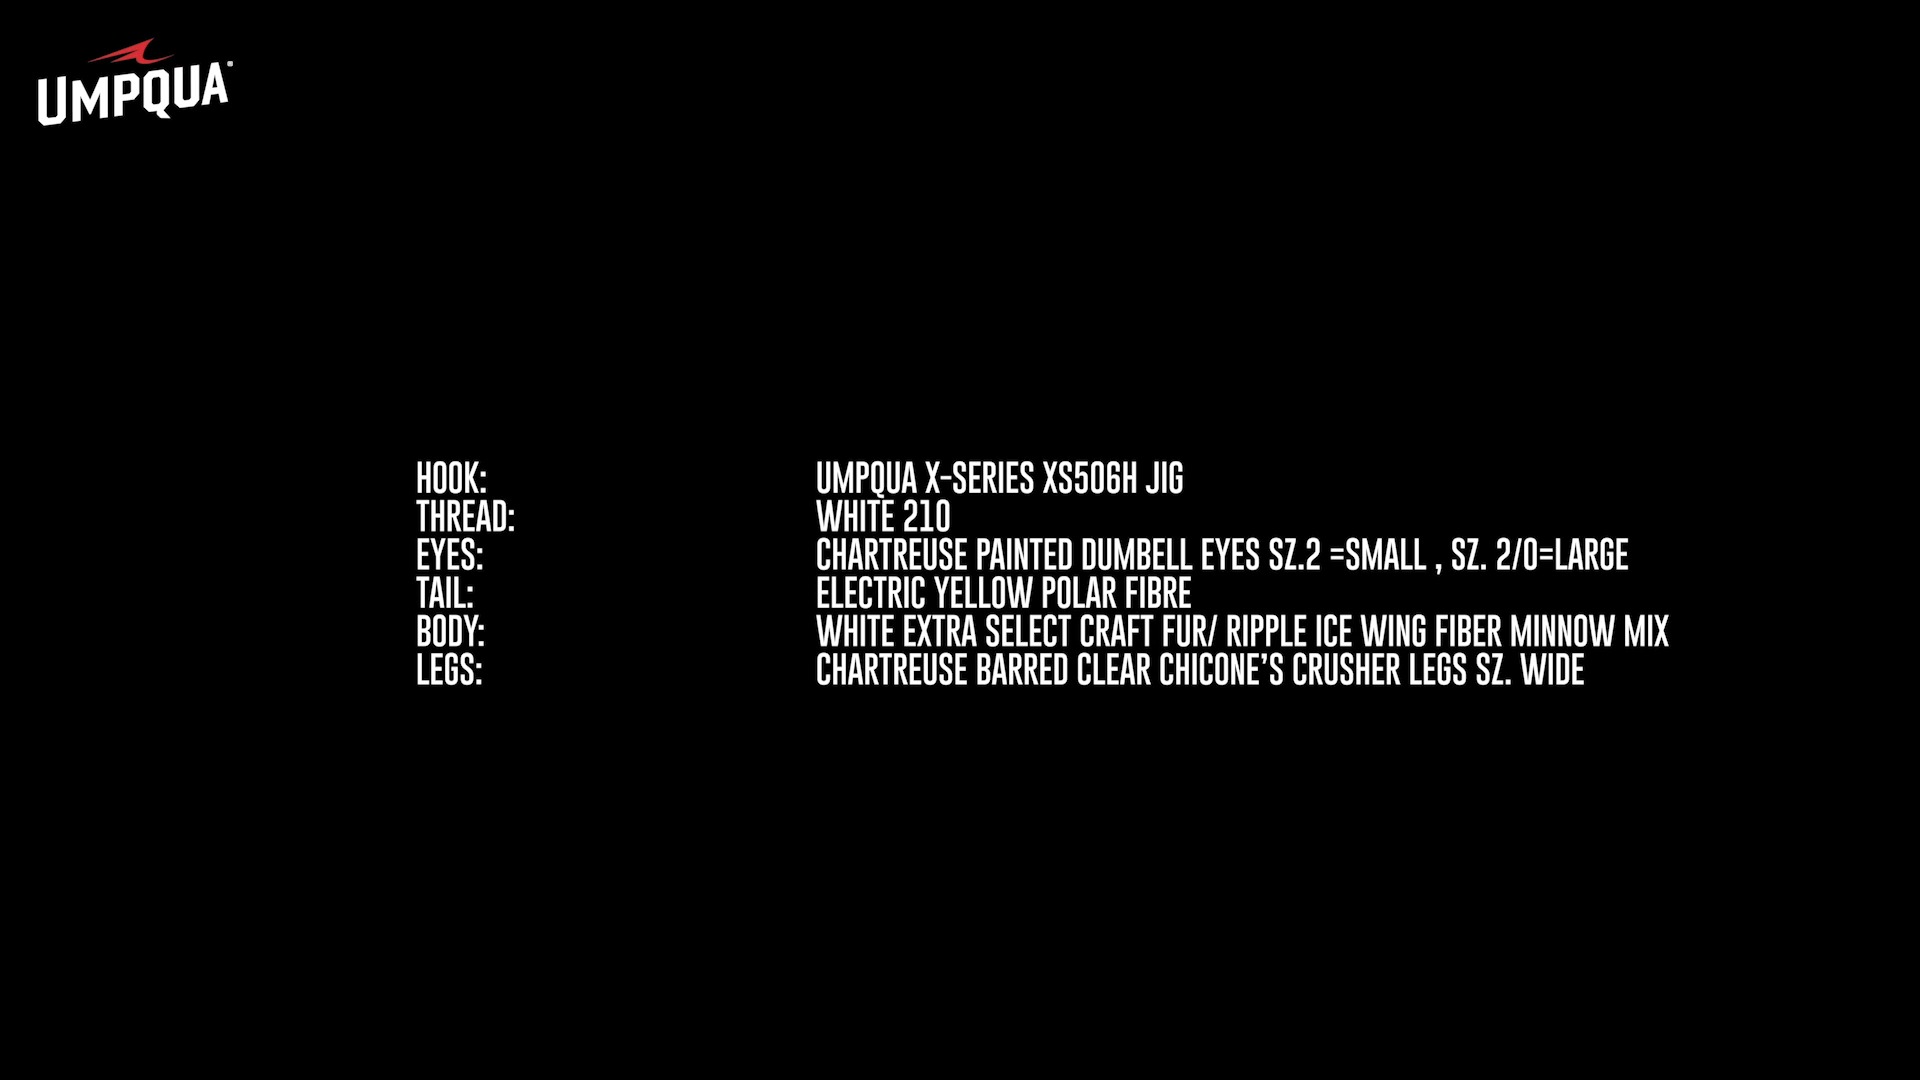 UMPQUA
HOOK: UMPQUA X-SERIES XS506H JIG
THREAD: WHITE 210
EYES: CHARTREUSE PAINTED DUMBELL EYES SZ.2 =SMALL , SZ. 2/0=LARGE
TAIL: ELECTRIC YELLOW POLAR FIBRE
BODY: WHITE EXTRA SELECT CRAFT FUR/ RIPPLE ICE WING FIBER MINNOW MIX
LEGS: CHARTREUSE BARRED CLEAR CHICONE’S CRUSHER LEGS SZ. WIDE